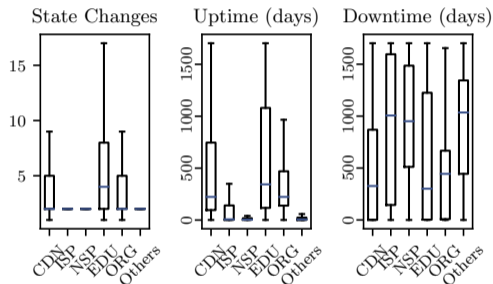 State Changes
Uptime (days)
Downtime (days)
15
10
5
1500
1000
500
0
1500
1000
500
0
CDN
ISP
NSP
EDU
ORG
Others
CDN
ISP
NSP
EDU
ORG
Others
CDN
ISP
NSP
EDU
ORG
Others